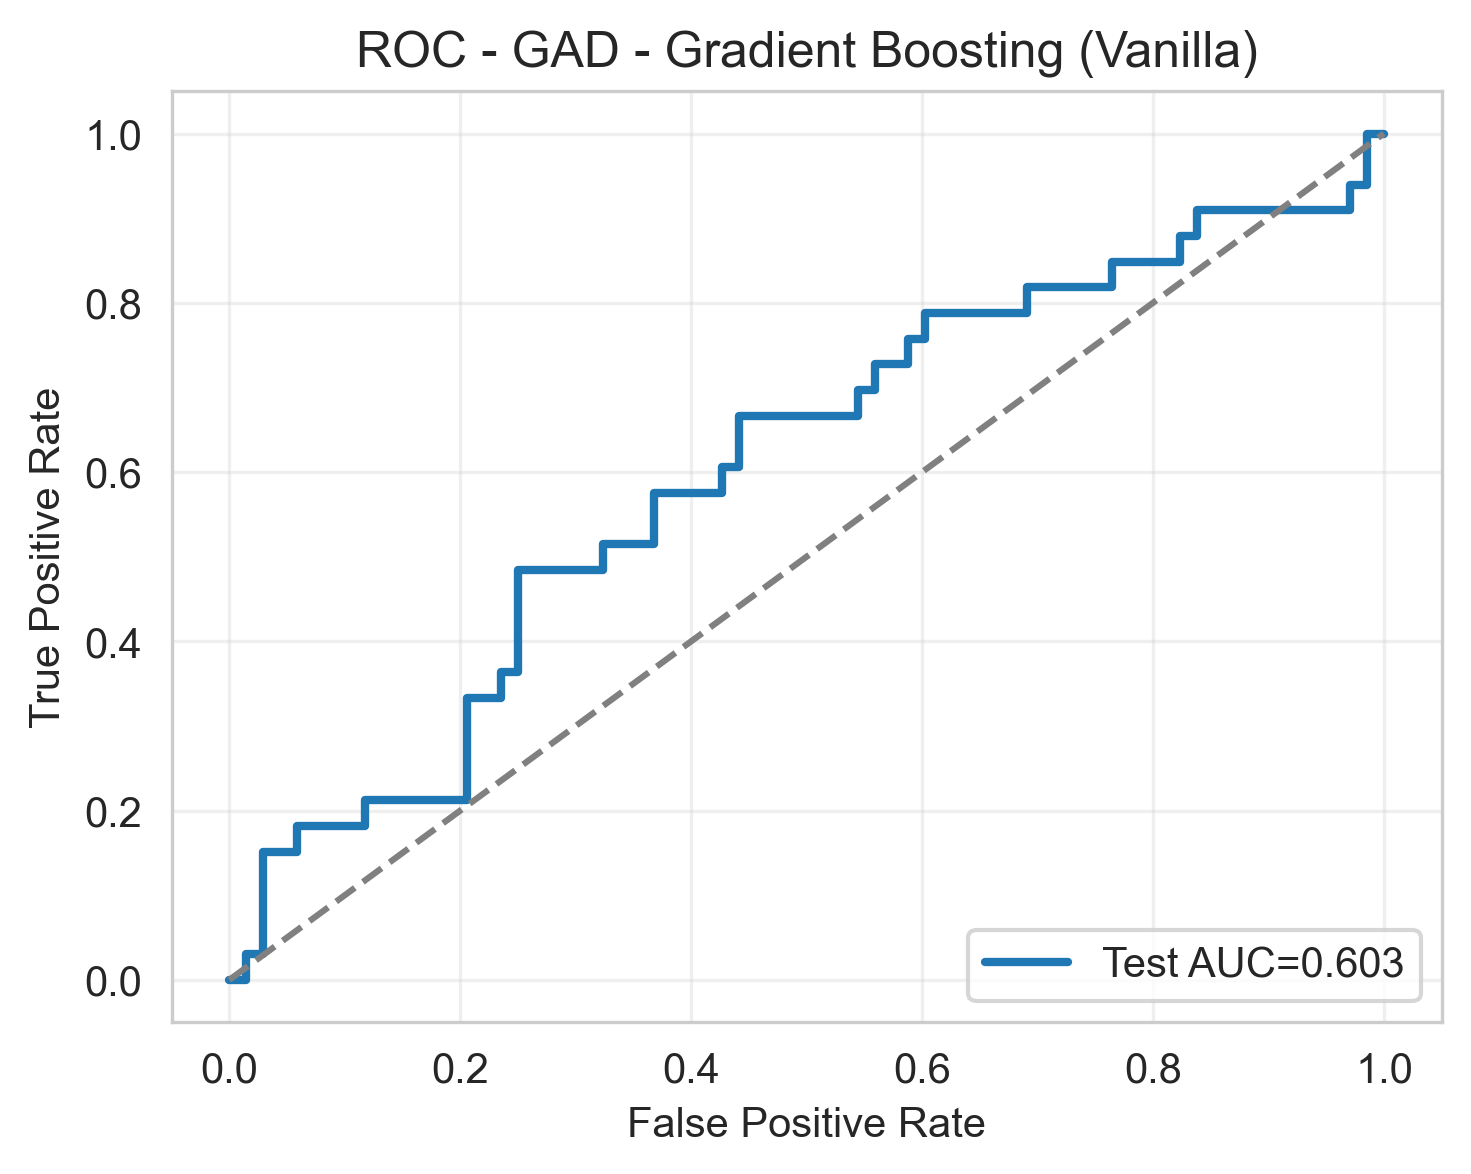 ROC - GAD - Gradient Boosting (Vanilla)
1.0
0.8
0.6
0.4
0.2
0.0
True Positive Rate
Test AUC=0.603
0.0 0.2 0.4 0.6 0.8 1.0
False Positive Rate